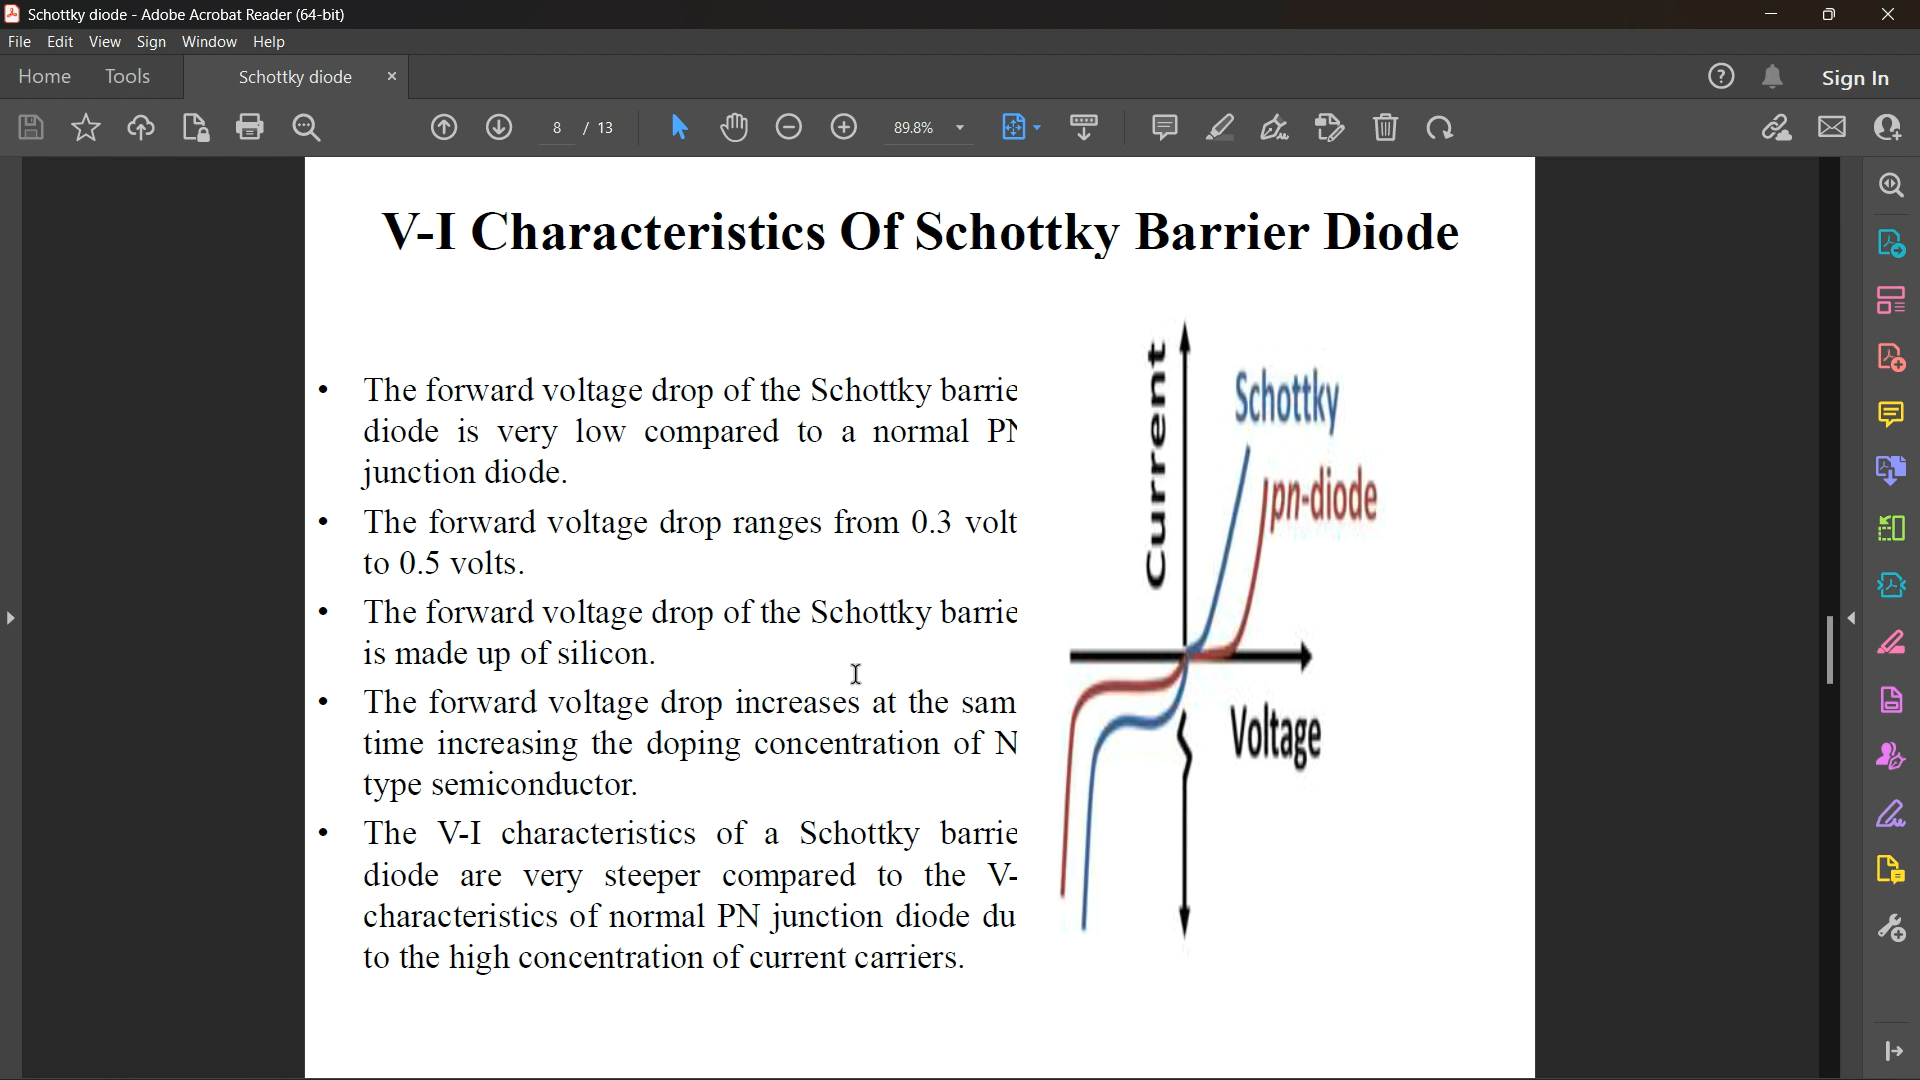 Schottky diode - Adobe Acrobat Reader (64-bit)
File Edit View Sign Window Help
Home Tools Schottky diode × Sign In
8 / 13 89.8%
V-I Characteristics Of Schottky Barrier Diode
• The forward voltage drop of the Schottky barrie
diode is very low compared to a normal PN
junction diode.
• The forward voltage drop ranges from 0.3 volt
to 0.5 volts.
• The forward voltage drop of the Schottky barrie
is made up of silicon.
• The forward voltage drop increases at the sam
time increasing the doping concentration of N
type semiconductor.
• The V-I characteristics of a Schottky barrie
diode are very steeper compared to the V-
characteristics of normal PN junction diode du
to the high concentration of current carriers.
Current
Schottky
pn-diode
Voltage